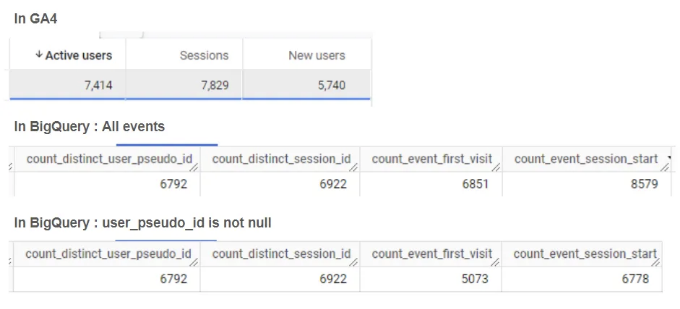 In GA4
↓ Active users Sessions New users
7,414 7,829 5,740
In BigQuery : All events
count_distinct_user_pseudo_id count_distinct_session_id count_event_first_visit count_event_session_start
6792 6922 6851 8579
In BigQuery : user_pseudo_id is not null
count_distinct_user_pseudo_id count_distinct_session_id count_event_first_visit count_event_session_start
6792 6922 5073 6778